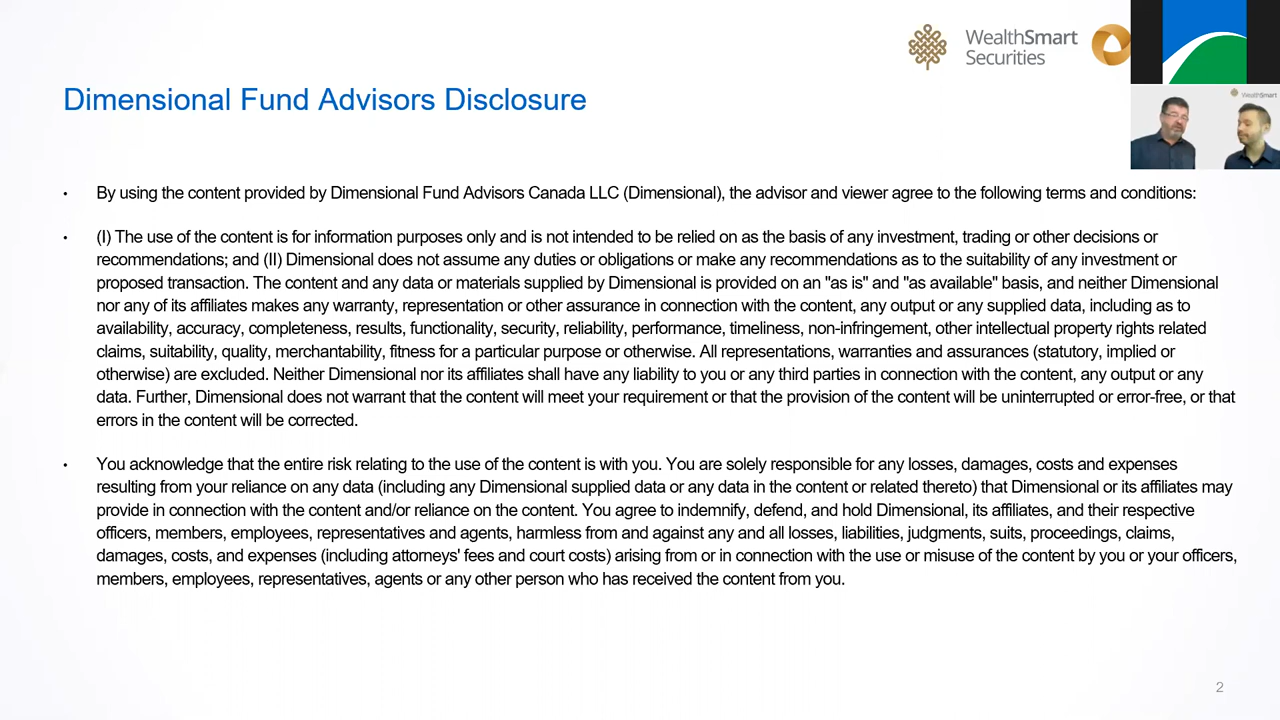 WealthSmart
Securities
WealthSmart
Dimensional Fund Advisors Disclosure
• By using the content provided by Dimensional Fund Advisors Canada LLC (Dimensional), the advisor and viewer agree to the following terms and conditions:
• (I) The use of the content is for information purposes only and is not intended to be relied on as the basis of any investment, trading or other decisions or
recommendations; and (II) Dimensional does not assume any duties or obligations or make any recommendations as to the suitability of any investment or
proposed transaction. The content and any data or materials supplied by Dimensional is provided on an "as is" and "as available" basis, and neither Dimensional
nor any of its affiliates makes any warranty, representation or other assurance in connection with the content, any output or any supplied data, including as to
availability, accuracy, completeness, results, functionality, security, reliability, performance, timeliness, non-infringement, other intellectual property rights related
claims, suitability, quality, merchantability, fitness for a particular purpose or otherwise. All representations, warranties and assurances (statutory, implied or
otherwise) are excluded. Neither Dimensional nor its affiliates shall have any liability to you or any third parties in connection with the content, any output or any
data. Further, Dimensional does not warrant that the content will meet your requirement or that the provision of the content will be uninterrupted or error-free, or that
errors in the content will be corrected.
• You acknowledge that the entire risk relating to the use of the content is with you. You are solely responsible for any losses, damages, costs and expenses
resulting from your reliance on any data (including any Dimensional supplied data or any data in the content or related thereto) that Dimensional or its affiliates may
provide in connection with the content and/or reliance on the content. You agree to indemnify, defend, and hold Dimensional, its affiliates, and their respective
officers, members, employees, representatives and agents, harmless from and against any and all losses, liabilities, judgments, suits, proceedings, claims,
damages, costs, and expenses (including attorneys' fees and court costs) arising from or in connection with the use or misuse of the content by you or your officers,
members, employees, representatives, agents or any other person who has received the content from you.
2